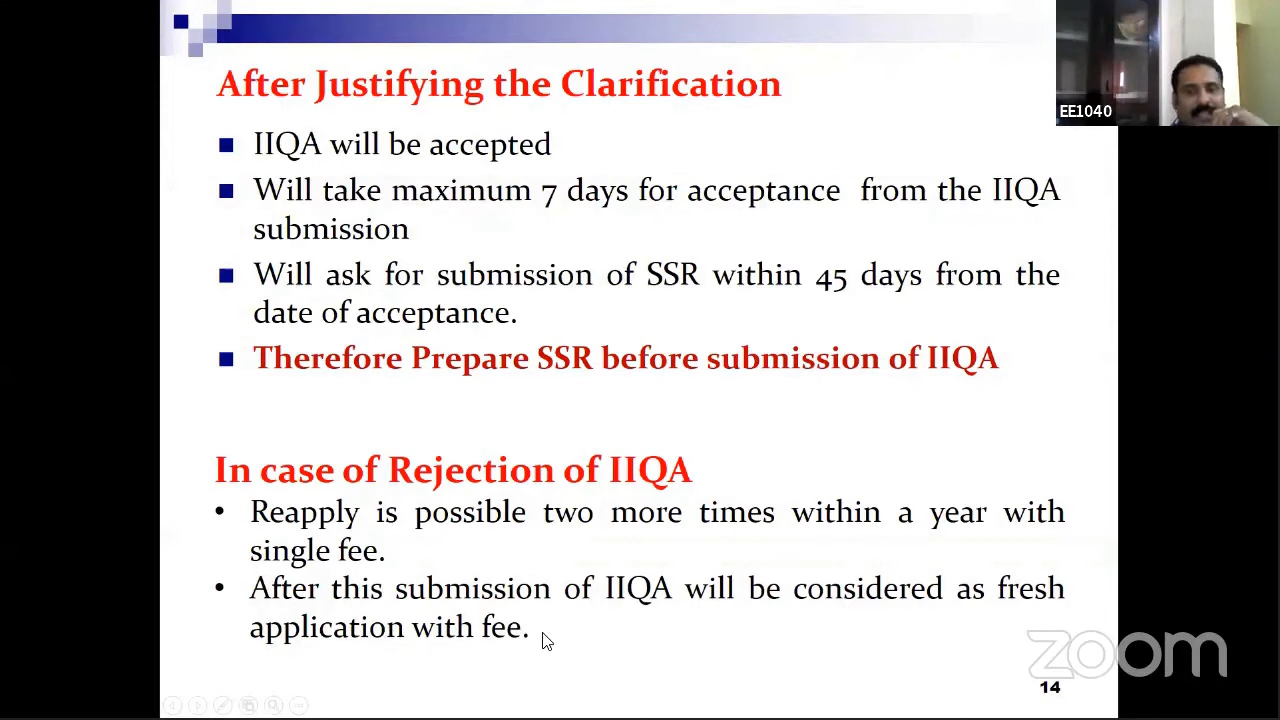 After Justifying the Clarification
EE1040
IIQA will be accepted
Will take maximum 7 days for acceptance from the IIQA
submission
Will ask for submission of SSR within 45 days from the
date of acceptance.
Therefore Prepare SSR before submission of IIQA
In case of Rejection of IIQA
Reapply is possible two more times within a year with
single fee.
After this submission of IIQA will be considered as fresh
application with fee.
zoom
14